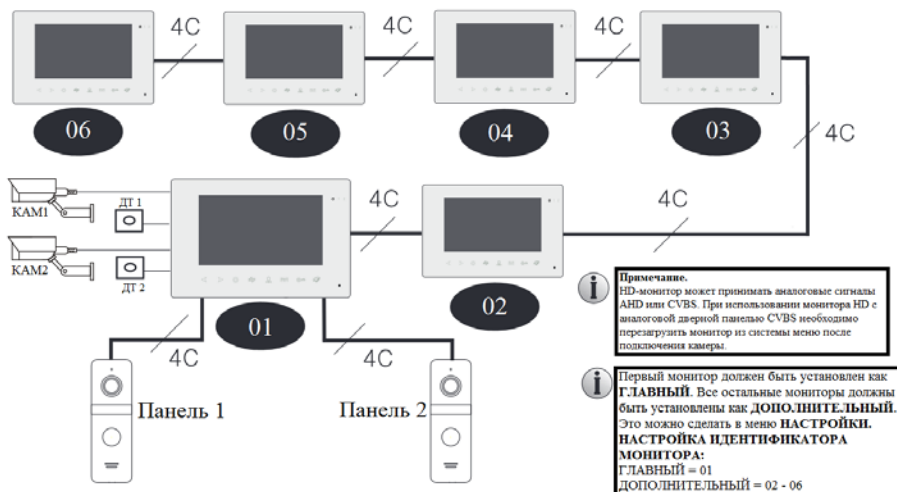 4C
4C
4C
06
05
04
03
4C
КАМ1
ДТ 1
4C
4C
4C
КАМ2
ДТ 2
01
02
4C
4C
Панель 1
Панель 2
Примечание.
HD-монитор может принимать аналоговые сигналы
AHD или CVBS. При использовании монитора HD с
аналоговой дверной панелью CVBS необходимо
перезагрузить монитор из системы меню после
подключения камеры.
Первый монитор должен быть установлен как
ГЛАВНЫЙ. Все остальные мониторы должны
быть установлены как ДОПОЛНИТЕЛЬНЫЙ.
Это можно сделать в меню НАСТРОЙКИ.
НАСТРОЙКА ИДЕНТИФИКАТОРА
МОНИТОРА:
ГЛАВНЫЙ = 01
ДОПОЛНИТЕЛЬНЫЙ = 02 - 06